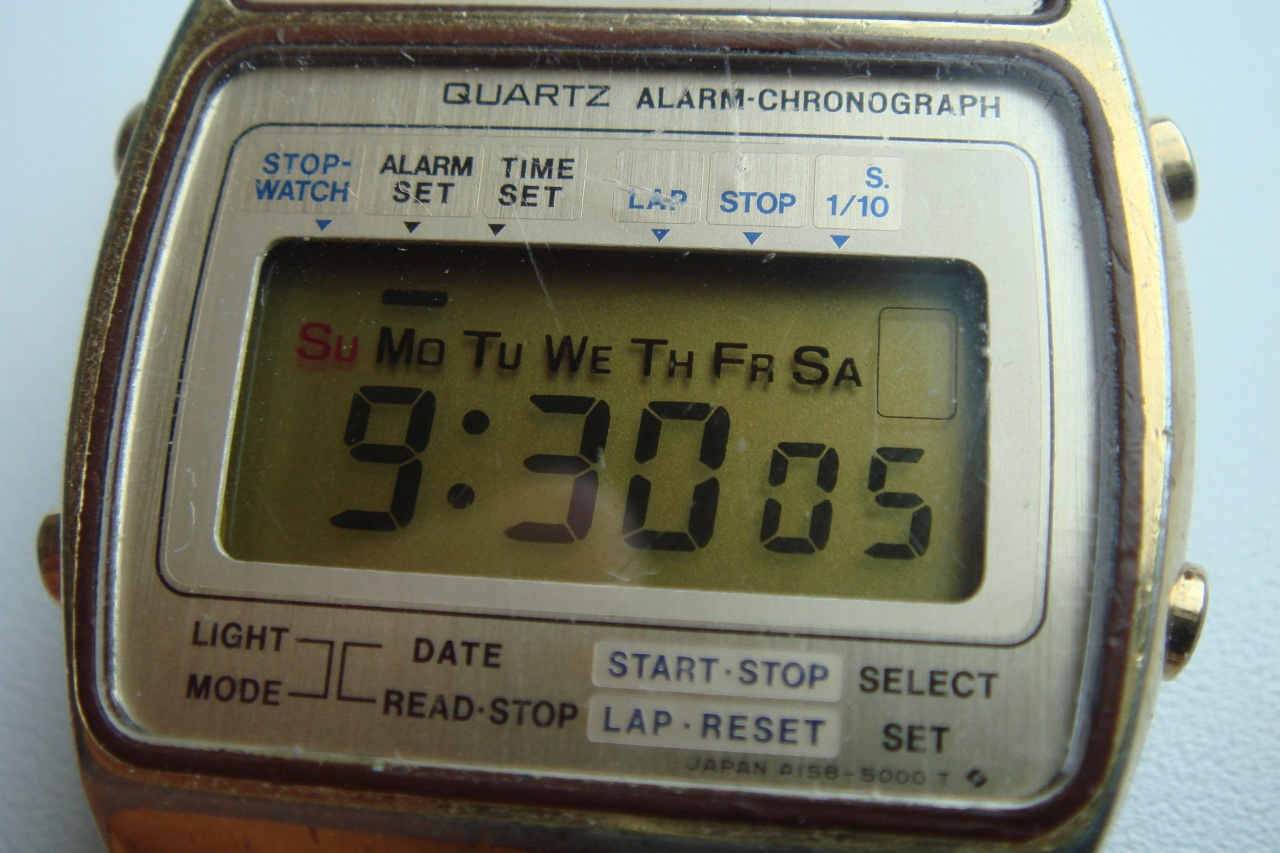 QUARTZ ALARM-CHRONOGRAPH
STOP-WATCH ALARM SET TIME SET LAP STOP S. 1/10
Su Mo Tu We Th Fr Sa
9:30 05
LIGHT DATE START·STOP SELECT
MODE READ·STOP LAP·RESET SET
JAPAN A158-5000 T